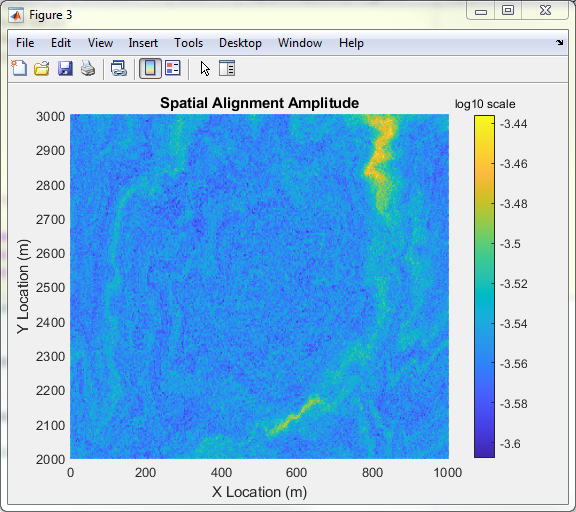 Figure 3
File Edit View Insert Tools Desktop Window Help
Spatial Alignment Amplitude
log10 scale
3000
2900
2800
2700
2600
2500
2400
2300
2200
2100
2000
Y Location (m)
0 200 400 600 800 1000
X Location (m)
-3.44
-3.46
-3.48
-3.5
-3.52
-3.54
-3.56
-3.58
-3.6